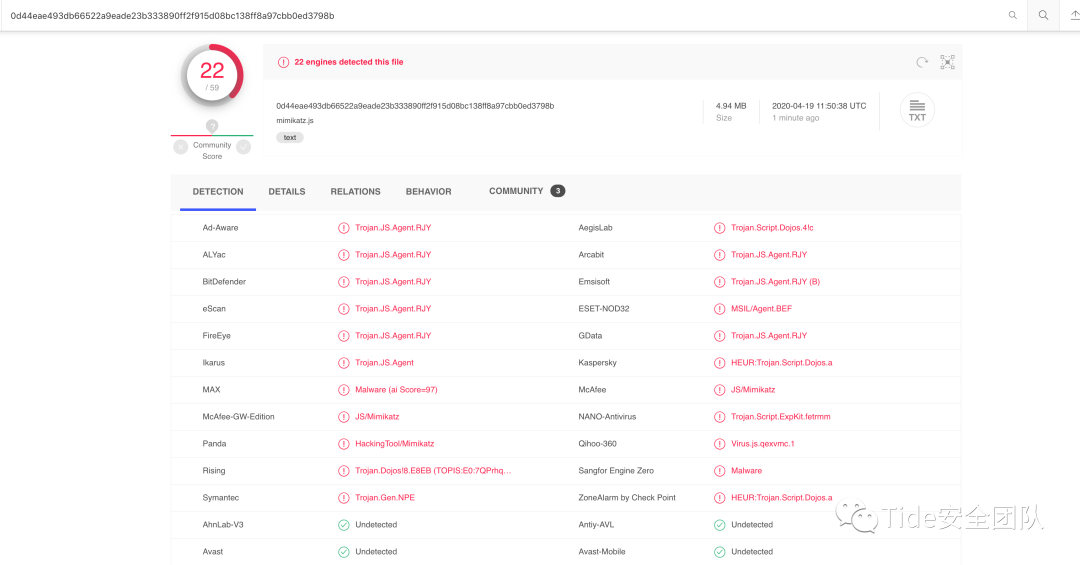 0d44eae493db66522a9eade23b333890ff2f915d08bc138ff8a97cbb0ed3798b
22
/ 59
22 engines detected this file
0d44eae493db66522a9eade23b333890ff2f915d08bc138ff8a97cbb0ed3798b
mimikatz.js
text
4.94 MB
Size
2020-04-19 11:50:38 UTC
1 minute ago
TXT
?
Community
Score
DETECTION DETAILS RELATIONS BEHAVIOR COMMUNITY 3
Ad-Aware Trojan.JS.Agent.RJY AegisLab Trojan.Script.Dojos.4!c
ALYac Trojan.JS.Agent.RJY Arcabit Trojan.JS.Agent.RJY
BitDefender Trojan.JS.Agent.RJY Emsisoft Trojan.JS.Agent.RJY (B)
eScan Trojan.JS.Agent.RJY ESET-NOD32 MSIL/Agent.BEF
FireEye Trojan.JS.Agent.RJY GData Trojan.JS.Agent.RJY
Ikarus Trojan.JS.Agent Kaspersky HEUR:Trojan.Script.Dojos.a
MAX Malware (ai Score=97) McAfee JS/Mimikatz
McAfee-GW-Edition JS/Mimikatz NANO-Antivirus Trojan.Script.ExpKit.fetrmm
Panda HackingTool/Mimikatz Qihoo-360 Virus.js.qexvmc.1
Rising Trojan.Dojos!8.E8EB (TOPIS:E0:7QPrhq... Sangfor Engine Zero Malware
Symantec Trojan.Gen.NPE ZoneAlarm by Check Point HEUR:Trojan.Script.Dojos.a
AhnLab-V3 Undetected Antiy-AVL Undetected
Avast Undetected Avast-Mobile Undetected
Tide安全团队